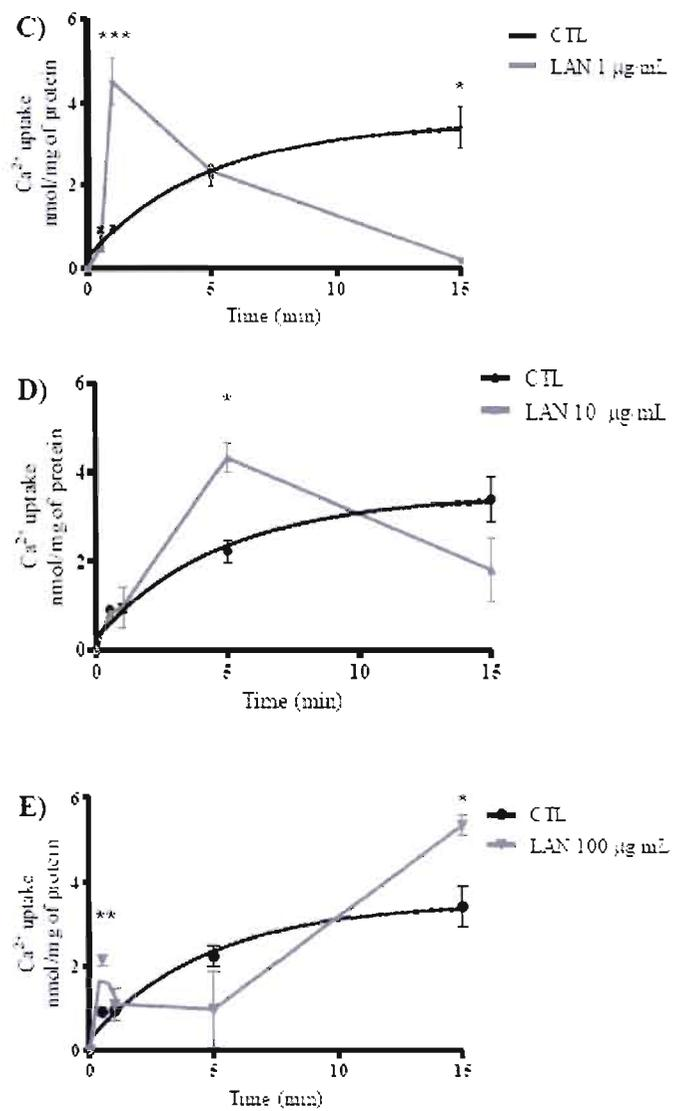 C)
***
*
CTL
LAN 1 µg·mL
Ca²⁺ uptake
nmol/mg of protein
6
4
2
0
0 5 10 15
Time (min)
D)
*
CTL
LAN 10 µg·mL
Ca²⁺ uptake
nmol/mg of protein
6
4
2
0
0 5 10 15
Time (min)
E)
**
*
CTL
LAN 100 µg·mL
Ca²⁺ uptake
nmol/mg of protein
6
4
2
0
0 5 10 15
Time (min)